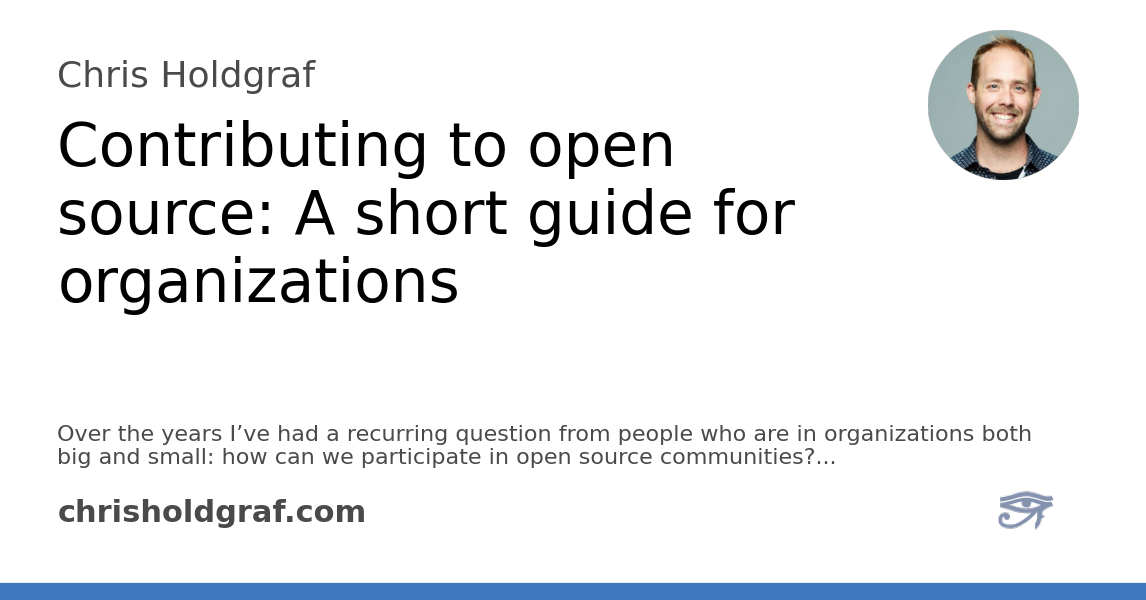 Chris Holdgraf
Contributing to open
source: A short guide for
organizations
Over the years I’ve had a recurring question from people who are in organizations both
big and small: how can we participate in open source communities?...
chrisholdgraf.com